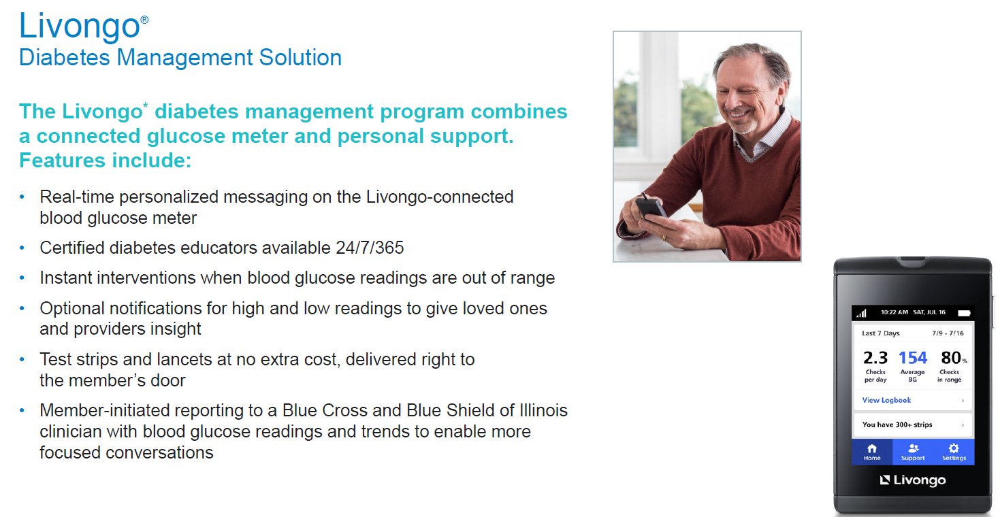 Livongo®
Diabetes Management Solution
The Livongo* diabetes management program combines
a connected glucose meter and personal support.
Features include:
• Real-time personalized messaging on the Livongo-connected
blood glucose meter
• Certified diabetes educators available 24/7/365
• Instant interventions when blood glucose readings are out of range
• Optional notifications for high and low readings to give loved ones
and providers insight
• Test strips and lancets at no extra cost, delivered right to
the member’s door
• Member-initiated reporting to a Blue Cross and Blue Shield of Illinois
clinician with blood glucose readings and trends to enable more
focused conversations
10:22 AM SAT, JUL 16
Last 7 Days 7/9 - 7/16
2.3 154 80%
Checks Average Checks
per day BG in range
View Logbook ›
You have 300+ strips ›
Home Support Settings
Livongo